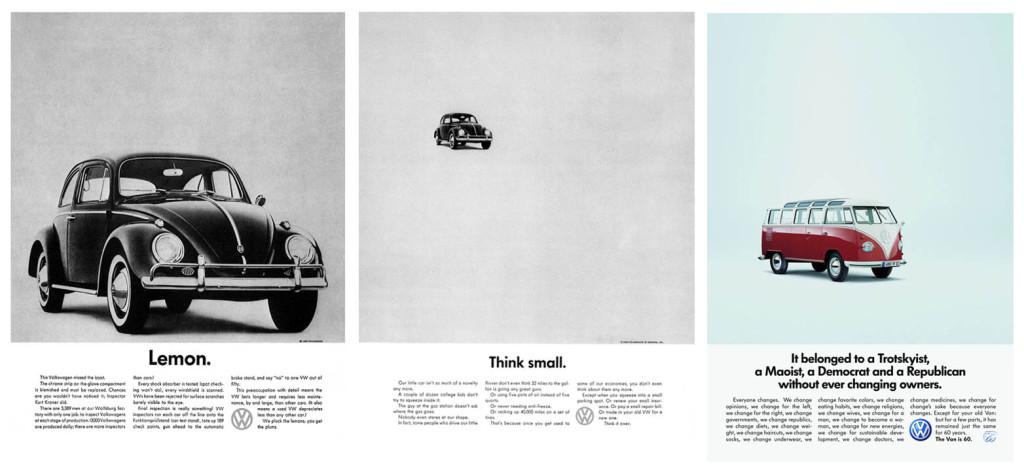 Lemon.
This Volkswagen missed the boat.
The chrome strip on the glove compartment
is blemished and must be replaced. Chances
are you wouldn't have noticed it; Inspector
Kurt Kroner did.
There are 3,389 men at our Wolfsburg fac-
tory with only one job: to inspect Volkswagens
at each stage of production. (3000 Volkswagens
are produced daily; there are more inspectors
than cars.)
Every shock absorber is tested (spot check-
ing won't do), every windshield is scanned.
VWs have been rejected for surface scratches
barely visible to the eye.
Final inspection is really something! VW
inspectors run each car off the line onto the
Funktionsprüfstand (car test stand), tote up 189
check points, gun ahead to the automatic
brake stand, and say "no" to one VW out of
fifty.
This preoccupation with detail means the
VW lasts longer and requires less mainte-
nance, by and large, than other cars. (It also
means a used VW depreciates
less than any other car.)
We pluck the lemons; you get
the plums.
Think small.
Our little car isn't so much of a novelty
any more.
A couple of dozen college kids don't
try to squeeze inside it.
The guy at the gas station doesn't ask
where the gas goes.
Nobody even stares at our shape.
In fact, some people who drive our little
flivver don't even think 32 miles to the gal-
lon is going any great guns.
Or using five pints of oil instead of five
quarts.
Or never needing anti-freeze.
Or racking up 40,000 miles on a set of
tires.
That's because once you get used to
some of our economies, you don't even
think about them any more.
Except when you squeeze into a small
parking spot. Or renew your small insur-
ance. Or pay a small repair bill.
Or trade in your old VW for a
new one.
Think it over.
It belonged to a Trotskyist,
a Maoist, a Democrat and a Republican
without ever changing owners.
Everyone changes. We change
opinions, we change for the left,
we change for the right, we change
governments, we change republics,
we change diets, we change wei-
ght, we change haircuts, we change
socks, we change underwear, we
change favorite colors, we change
eating habits, we change religions,
we change wives, we change for a
man, we change to become a wo-
man, we change for new energies,
we change for sustainable deve-
lopment, we change doctors, we
change medicines, we change for
change's sake because everyone
changes. Except for your old Van:
but for a few parts, it has
remained just the same
for 60 years.
The Van is 60.